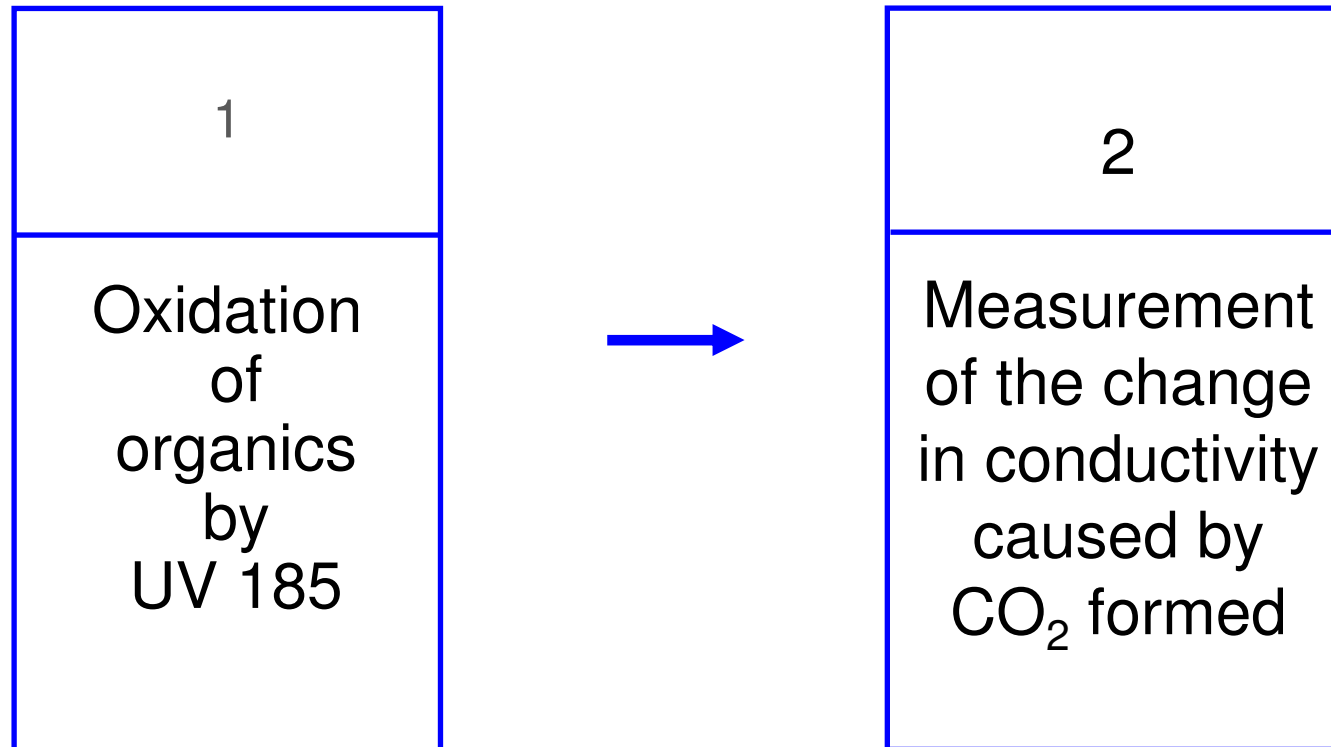 1
Oxidation
of
organics
by
UV 185
2
Measurement
of the change
in conductivity
caused by
CO₂ formed